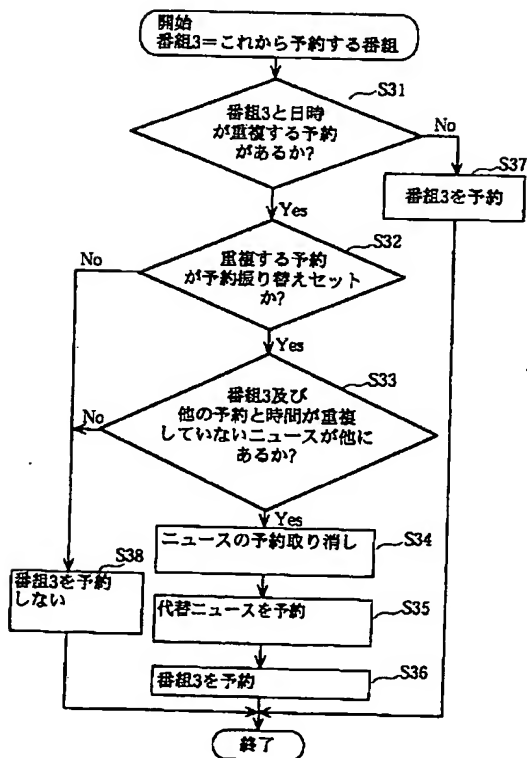 開始
番組3=これから予約する番組
S31
番組3と日時
が重複する予約
があるか?
No
S37
番組3を予約
Yes
S32
重複する予約
が予約振り替えセット
か?
No
Yes
S33
番組3及び
他の予約と時間が重複
していないニュースが他に
あるか?
No
Yes
ニュースの予約取り消し
S34
S38
番組3を予約
しない
代替ニュースを予約
S35
番組3を予約
S36
終了